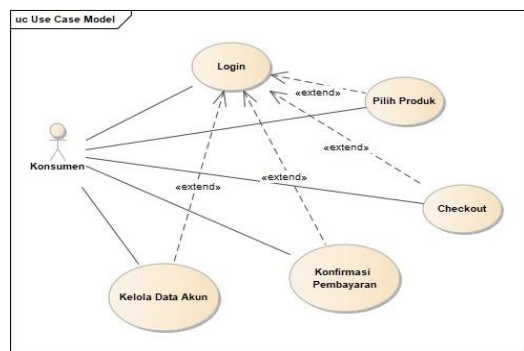 uc Use Case Model
Login
«extend»
Pilih Produk
«extend»
Konsumen
«extend»
«extend»
Checkout
Konfirmasi
Pembayaran
Kelola Data Akun